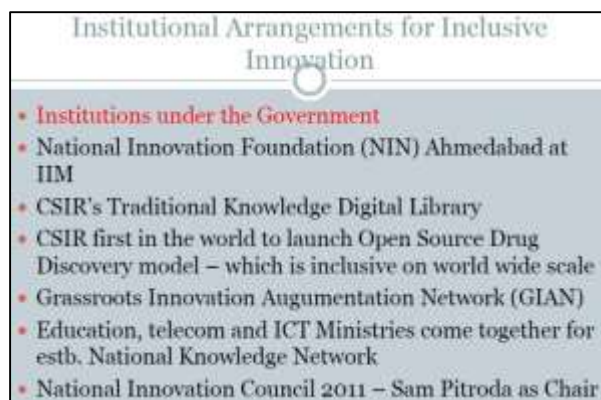 Institutional Arrangements for Inclusive
Innovation
• Institutions under the Government
• National Innovation Foundation (NIN) Ahmedabad at
IIM
• CSIR's Traditional Knowledge Digital Library
• CSIR first in the world to launch Open Source Drug
Discovery model – which is inclusive on world wide scale
• Grassroots Innovation Augumentation Network (GIAN)
• Education, telecom and ICT Ministries come together for
estb. National Knowledge Network
• National Innovation Council 2011 – Sam Pitroda as Chair